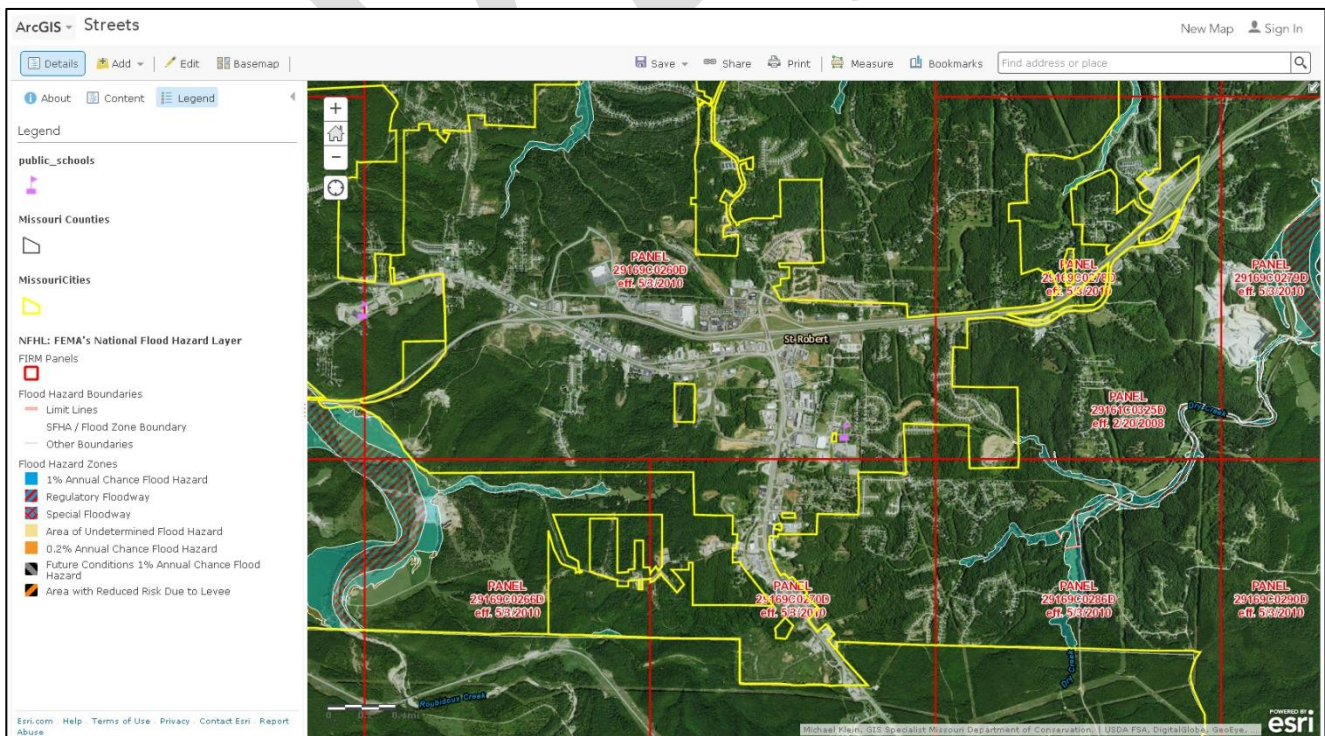 ArcGIS Streets
New Map Sign In
Details Add Edit Basemap
Save Share Print Measure Bookmarks Find address or place
About Content Legend
Legend
public_schools
Missouri Counties
MissouriCities
NFHL: FEMA's National Flood Hazard Layer
FIRM Panels
Flood Hazard Boundaries
Limit Lines
SFHA / Flood Zone Boundary
Other Boundaries
Flood Hazard Zones
1% Annual Chance Flood Hazard
Regulatory Floodway
Special Floodway
Area of Undetermined Flood Hazard
0.2% Annual Chance Flood Hazard
Future Conditions 1% Annual Chance Flood
Hazard
Area with Reduced Risk Due to Levee
Esri.com . Help . Terms of Use . Privacy . Contact Esri . Report
Abuse
PANEL
29169C0260D
eff. 5/3/2010
PANEL
eff. 5/3/2010
PANEL
29169C0279D
eff. 5/3/2010
St Robert
PANEL
29161C0325D
eff. 2/20/2008
Dry Creek
PANEL
29169C0266D
eff. 5/3/2010
PANEL
29169C0270D
eff. 5/3/2010
PANEL
29169C0286D
eff. 5/3/2010
PANEL
29169C0290D
eff. 5/3/2010
Dry Creek
Roubidoux Creek
0
Michael Klein, GIS Specialist Missouri Department of Conservation. | USDA FSA, DigitalGlobe, GeoEye, ...
POWERED BY
esri